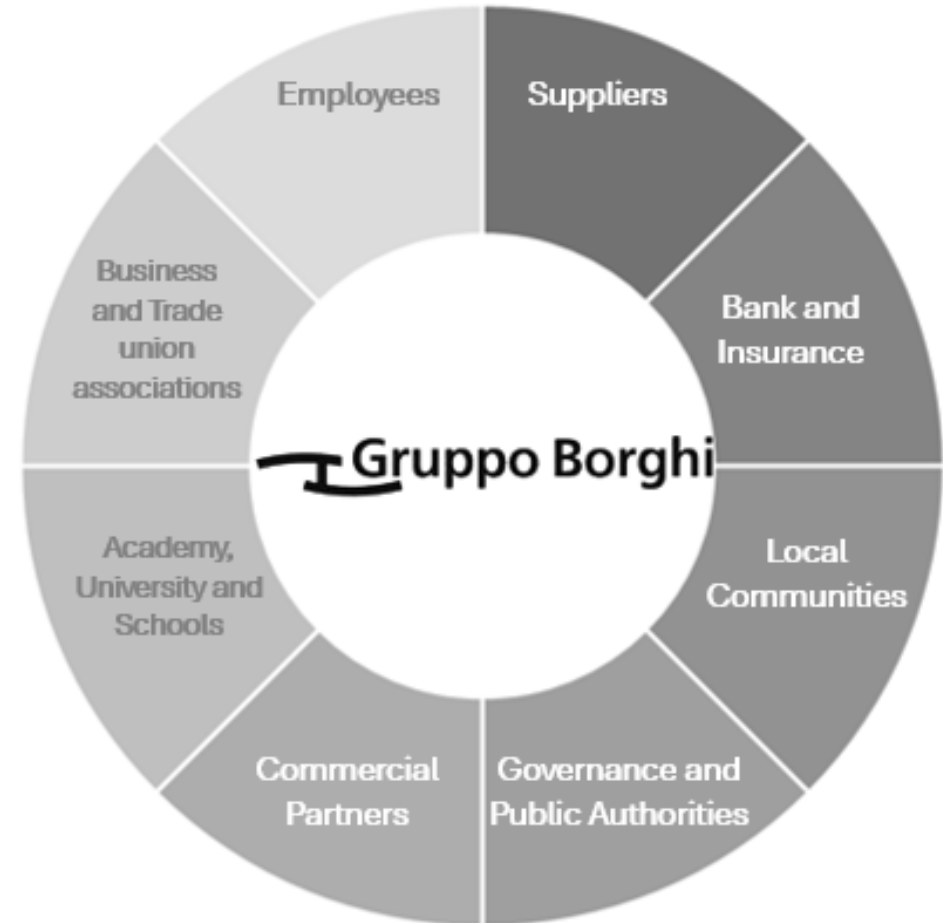 Employees
Suppliers
Business
and Trade
union
associations
Bank and
Insurance
Gruppo Borghi
Academy,
University and
Schools
Local
Communities
Commercial
Partners
Governance and
Public Authorities